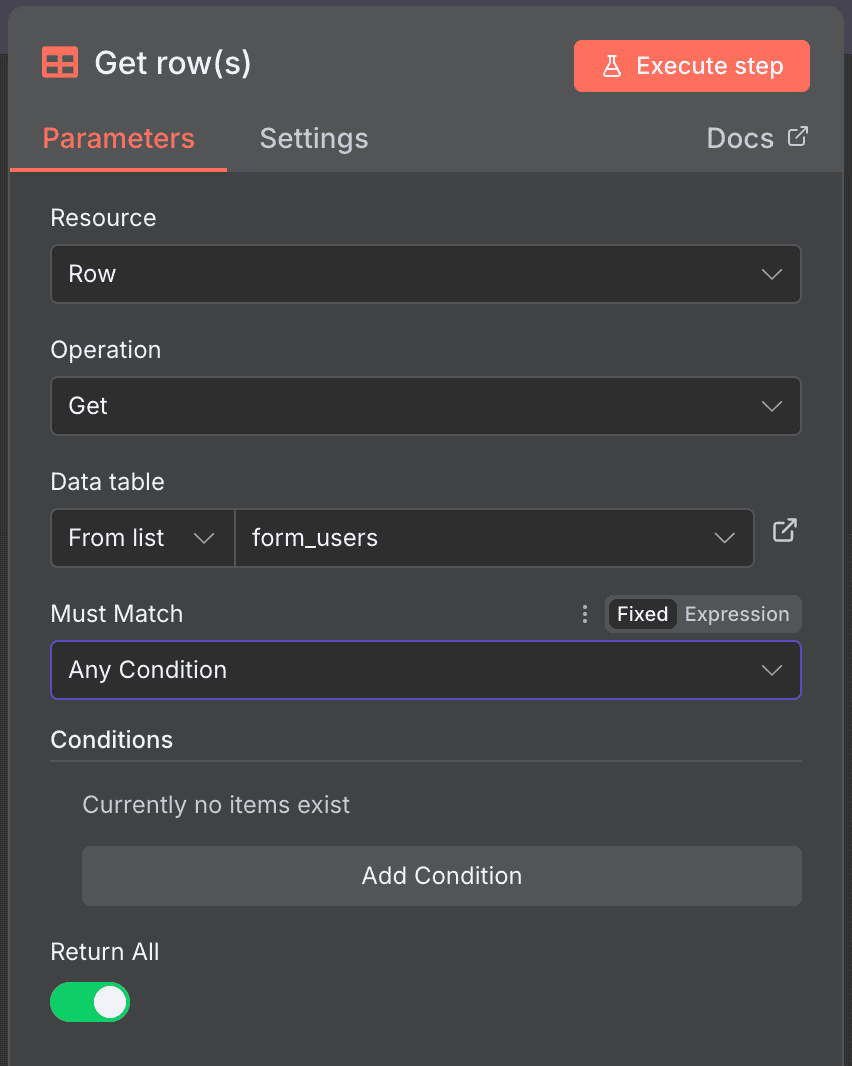 Get row(s)
Execute step
Parameters
Settings
Docs
Resource
Row
Operation
Get
Data table
From list
form_users
Must Match
Fixed
Expression
Any Condition
Conditions
Currently no items exist
Add Condition
Return All